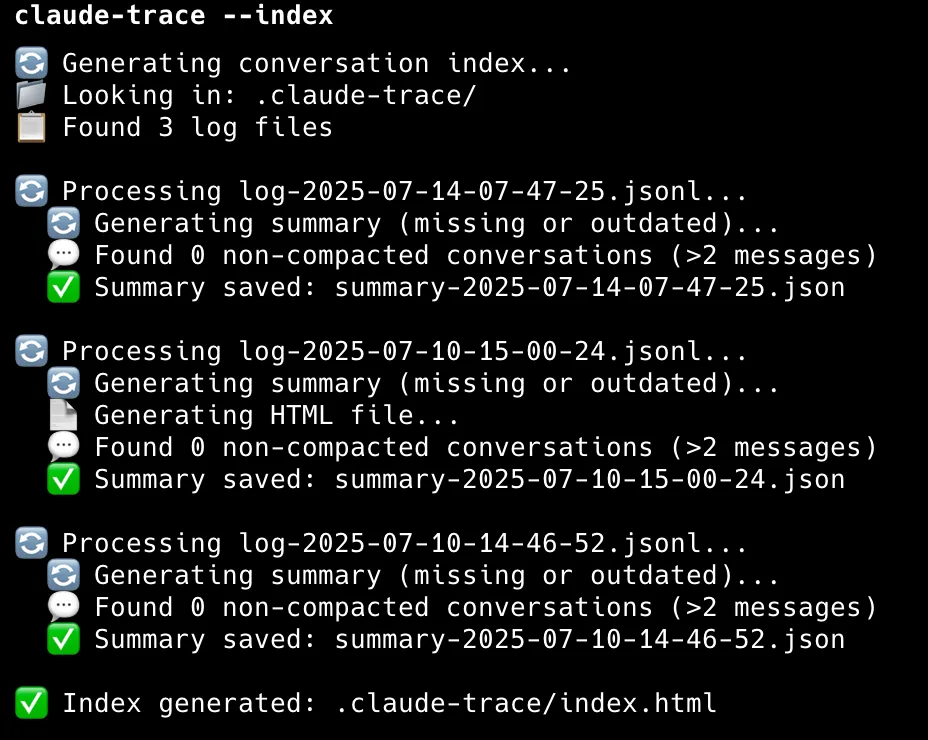 claude-trace --index
🔄 Generating conversation index...
📁 Looking in: .claude-trace/
📋 Found 3 log files
🔄 Processing log-2025-07-14-07-47-25.jsonl...
🔄 Generating summary (missing or outdated)...
💬 Found 0 non-compacted conversations (>2 messages)
✅ Summary saved: summary-2025-07-14-07-47-25.json
🔄 Processing log-2025-07-10-15-00-24.jsonl...
🔄 Generating summary (missing or outdated)...
📄 Generating HTML file...
💬 Found 0 non-compacted conversations (>2 messages)
✅ Summary saved: summary-2025-07-10-15-00-24.json
🔄 Processing log-2025-07-10-14-46-52.jsonl...
🔄 Generating summary (missing or outdated)...
💬 Found 0 non-compacted conversations (>2 messages)
✅ Summary saved: summary-2025-07-10-14-46-52.json
✅ Index generated: .claude-trace/index.html